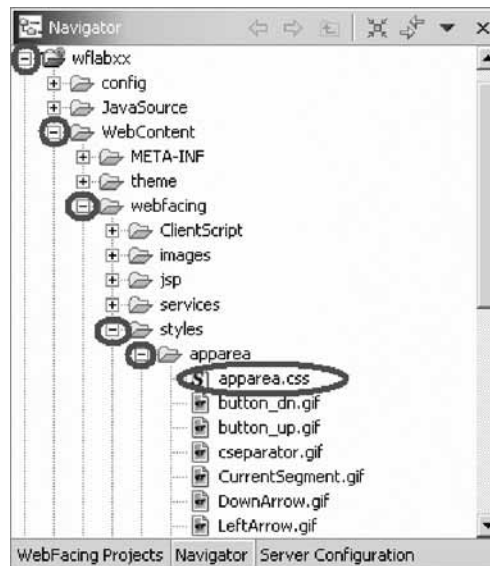 Navigator
wflabxx
config
JavaSource
WebContent
META-INF
theme
webfacing
ClientScript
images
jsp
services
styles
apparea
apparea.css
button_dn.gif
button_up.gif
cseparator.gif
CurrentSegment.gif
DownArrow.gif
LeftArrow.gif
WebFacing Projects Navigator Server Configuration